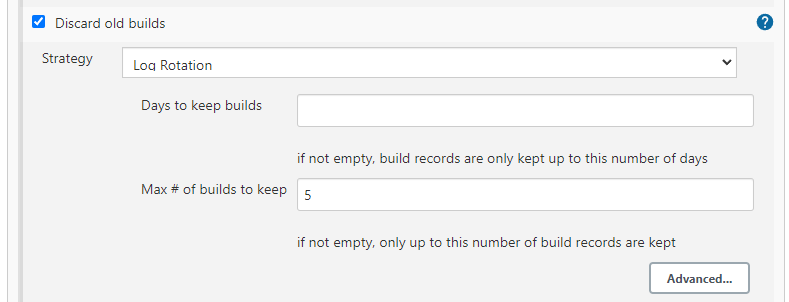 Discard old builds
?
Strategy
Log Rotation
Days to keep builds
if not empty, build records are only kept up to this number of days
Max # of builds to keep
5
if not empty, only up to this number of build records are kept
Advanced...